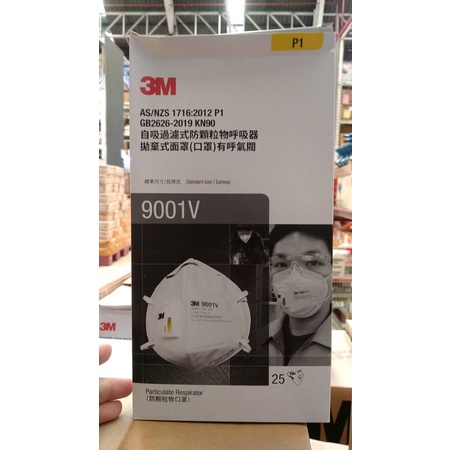 P1
3M
AS/NZS 1716:2012 P1
GB2626-2019 KN90
自吸過濾式防顆粒物呼吸器
拋棄式面罩(口罩)有呼氣閥
標準尺寸/耳帶式 Standard size / Earloop
9001V
3M 9001V
3M
25
Particulate Respirator
(防顆粒物口罩)